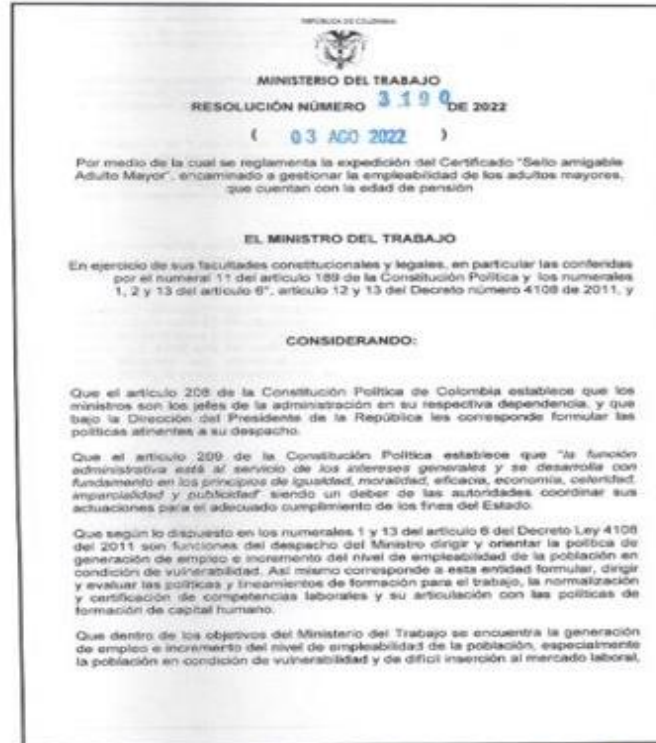 REPÚBLICA DE COLOMBIA
MINISTERIO DEL TRABAJO
RESOLUCIÓN NÚMERO 3190 DE 2022
( 03 AGO 2022 )
Por medio de la cual se reglamenta la expedición del Certificado "Sello amigable
Adulto Mayor", encaminado a gestionar la empleabilidad de los adultos mayores,
que cuentan con la edad de pensión
EL MINISTRO DEL TRABAJO
En ejercicio de sus facultades constitucionales y legales, en particular las conferidas
por el numeral 11 del artículo 189 de la Constitución Política y los numerales
1, 2 y 13 del artículo 6°, artículo 12 y 13 del Decreto número 4108 de 2011, y
CONSIDERANDO:
Que el artículo 208 de la Constitución Política de Colombia establece que los
ministros son los jefes de la administración en su respectiva dependencia, y que
bajo la Dirección del Presidente de la República les corresponde formular las
políticas atinentes a su despacho.
Que el artículo 209 de la Constitución Política establece que "la función
administrativa está al servicio de los intereses generales y se desarrolla con
fundamento en los principios de igualdad, moralidad, eficacia, economía, celeridad,
imparcialidad y publicidad" siendo un deber de las autoridades coordinar sus
actuaciones para el adecuado cumplimiento de los fines del Estado.
Que según lo dispuesto en los numerales 1 y 13 del artículo 6 del Decreto Ley 4108
del 2011 son funciones del despacho del Ministro dirigir y orientar la política de
generación de empleo e incremento del nivel de empleabilidad de la población en
condición de vulnerabilidad. Así mismo corresponde a esta entidad formular, dirigir
y evaluar las políticas y lineamientos de formación para el trabajo, la normalización
y certificación de competencias laborales y su articulación con las políticas de
formación de capital humano.
Que dentro de los objetivos del Ministerio del Trabajo se encuentra la generación
de empleo e incremento del nivel de empleabilidad de la población, especialmente
la población en condición de vulnerabilidad y de difícil inserción al mercado laboral,